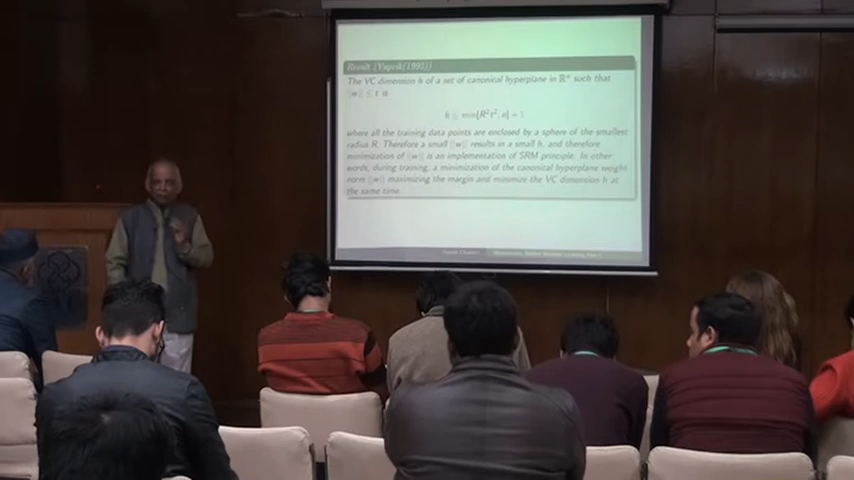 Result (Vapnik(1995))
The VC dimension h of a set of canonical hyperplane in ℝⁿ such that
||w|| ≤ t is
h ≤ min[R²t², n] + 1
where all the training data points are enclosed by a sphere of the smallest
radius R. Therefore a small ||w|| results in a small h, and therefore
minimization of ||w|| is an implementation of SRM principle. In other
words, during training, a minimization of the canonical hyperplane weight
norm ||w|| maximizing the margin and minimize the VC dimension h at
the same time.